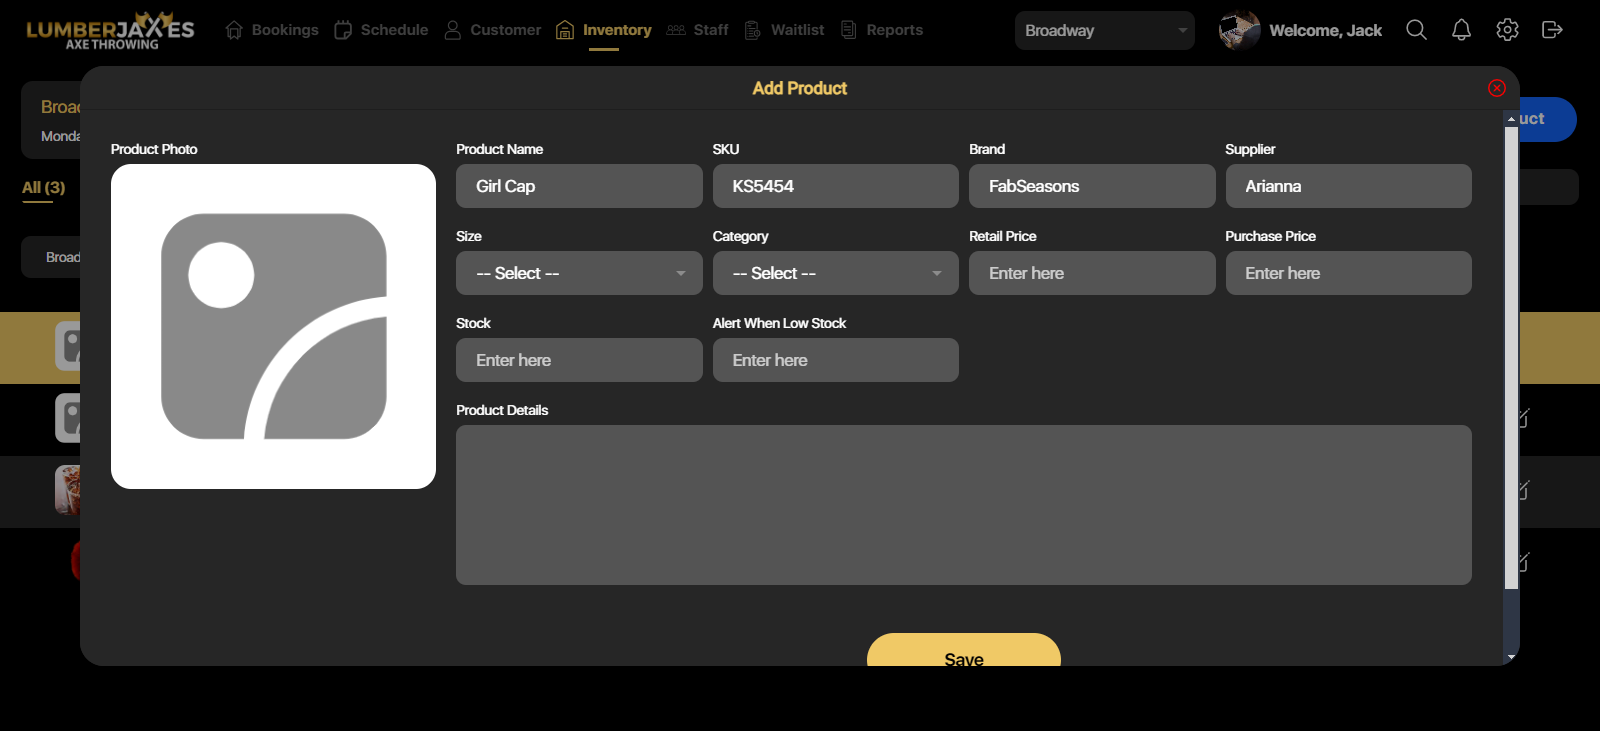 LUMBERJAXES
AXE THROWING
Bookings
Schedule
Customer
Inventory
Staff
Waitlist
Reports
Broadway
Welcome, Jack
Add Product
Broad
Monda
uct
All (3)
Broad
Product Photo
Product Name
SKU
Brand
Supplier
Girl Cap
KS5454
FabSeasons
Arianna
Size
Category
Retail Price
Purchase Price
-- Select --
-- Select --
Enter here
Enter here
Stock
Alert When Low Stock
Enter here
Enter here
Product Details
Save